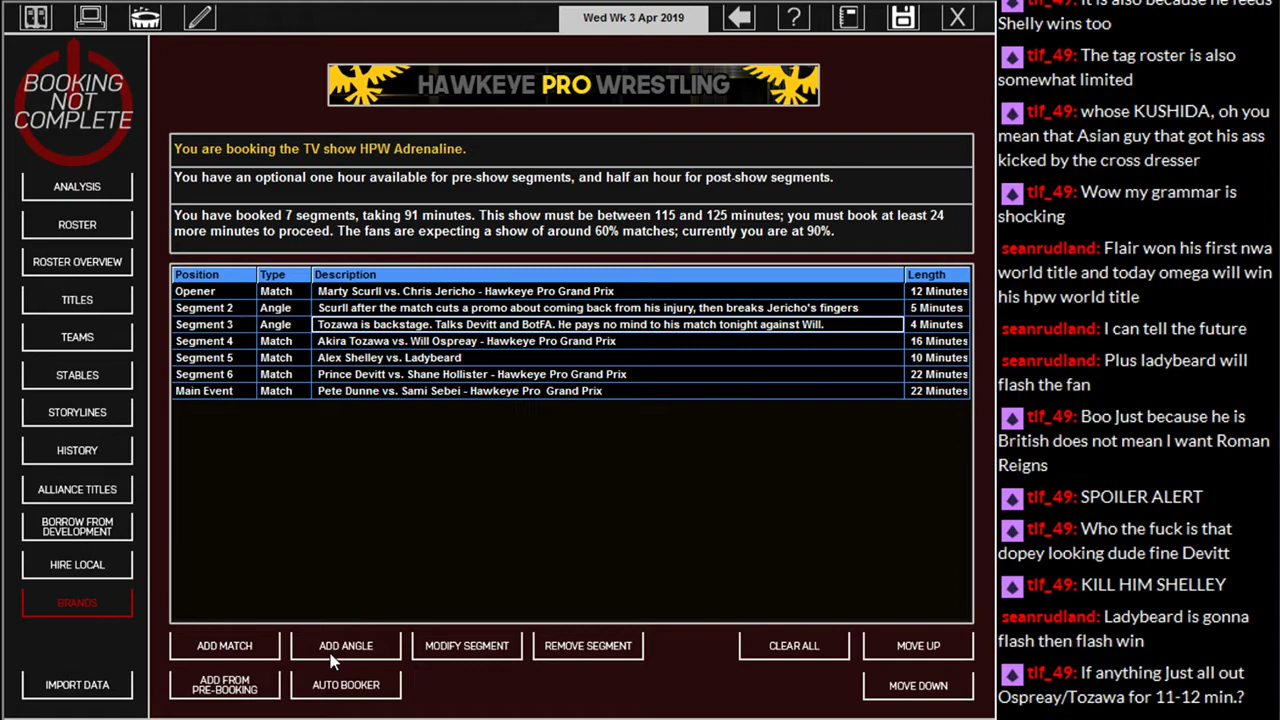 Wed Wk 3 Apr 2019
?
X
BOOKING
NOT
COMPLETE
ANALYSIS
ROSTER
ROSTER OVERVIEW
TITLES
TEAMS
STABLES
STORYLINES
HISTORY
ALLIANCE TITLES
BORROW FROM
DEVELOPMENT
HIRE LOCAL
BRANDS
IMPORT DATA
HAWKEYE PRO WRESTLING
You are booking the TV show HPW Adrenaline.
You have an optional one hour available for pre-show segments, and half an hour for post-show segments.
You have booked 7 segments, taking 91 minutes. This show must be between 115 and 125 minutes; you must book at least 24
more minutes to proceed. The fans are expecting a show of around 60% matches; currently you are at 90%.
Position Type Description Length
Opener Match Marty Scurll vs. Chris Jericho - Hawkeye Pro Grand Prix 12 Minutes
Segment 2 Angle Scurll after the match cuts a promo about coming back from his injury, then breaks Jericho's fingers 5 Minutes
Segment 3 Angle Tozawa is backstage. Talks Devitt and BotFA. He pays no mind to his match tonight against Will. 4 Minutes
Segment 4 Match Akira Tozawa vs. Will Ospreay - Hawkeye Pro Grand Prix 16 Minutes
Segment 5 Match Alex Shelley vs. Ladybeard 10 Minutes
Segment 6 Match Prince Devitt vs. Shane Hollister - Hawkeye Pro Grand Prix 22 Minutes
Main Event Match Pete Dunne vs. Sami Sebei - Hawkeye Pro Grand Prix 22 Minutes
ADD MATCH
ADD ANGLE
MODIFY SEGMENT
REMOVE SEGMENT
CLEAR ALL
MOVE UP
ADD FROM
PRE-BOOKING
AUTO BOOKER
MOVE DOWN
tlf_49: It is also because he feeds
Shelly wins too
tlf_49: The tag roster is also
somewhat limited
tlf_49: whose KUSHIDA, oh you
mean that Asian guy that got his ass
kicked by the cross dresser
tlf_49: Wow my grammar is
shocking
seanrudland: Flair won his first nwa
world title and today omega will win
his hpw world title
tlf_49: I can tell the future
seanrudland: Plus ladybeard will
flash the fan
tlf_49: Boo Just because he is
British does not mean I want Roman
Reigns
tlf_49: SPOILER ALERT
tlf_49: Who the fuck is that
dopey looking dude fine Devitt
tlf_49: KILL HIM SHELLEY
seanrudland: Ladybeard is gonna
flash then flash win
tlf_49: If anything Just all out
Ospreay/Tozawa for 11-12 min.?